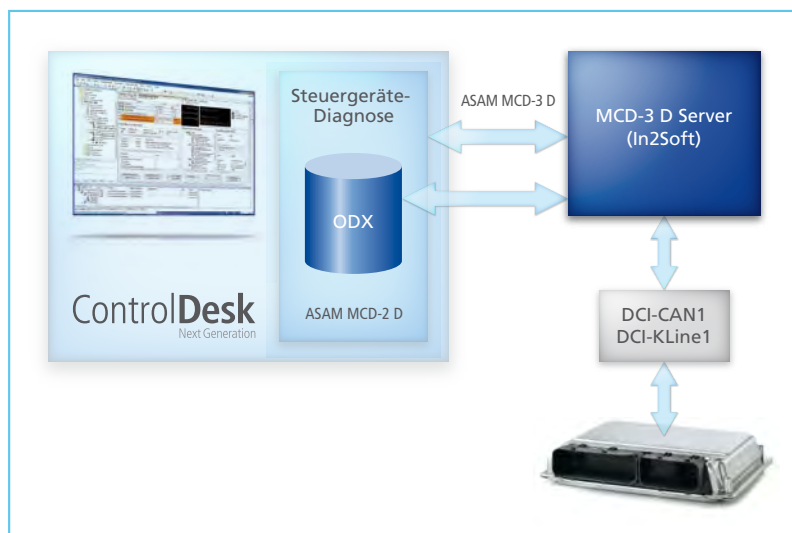 Steuergeräte-
Diagnose
ODX
ASAM MCD-2 D
ControlDesk
Next Generation
ASAM MCD-3 D
MCD-3 D Server
(In2Soft)
DCI-CAN1
DCI-KLine1